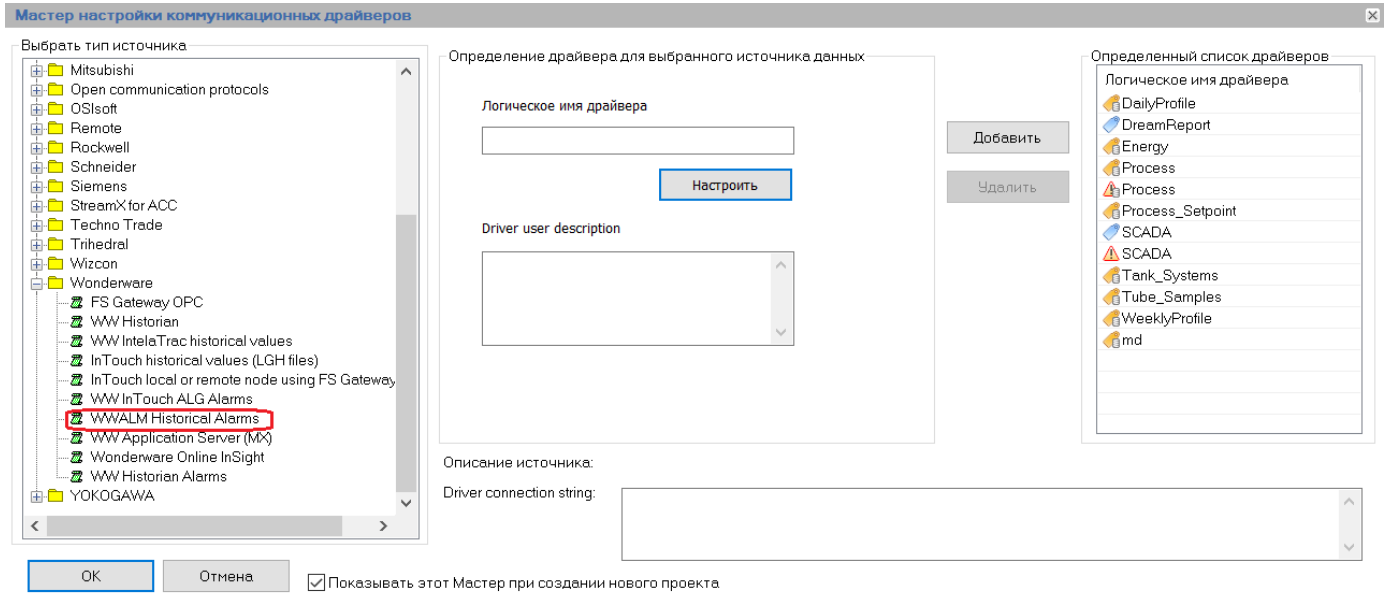 Мастер настройки коммуникационных драйверов
Выбрать тип источника
Mitsubishi
Open communication protocols
OSIsoft
Remote
Rockwell
Schneider
Siemens
StreamX for ACC
Techno Trade
Trihedral
Wizcon
Wonderware
FS Gateway OPC
WW Historian
WW IntelaTrac historical values
InTouch historical values (LGH files)
InTouch local or remote node using FS Gateway
WW InTouch ALG Alarms
WWALM Historical Alarms
WW Application Server (MX)
Wonderware Online InSight
WW Historian Alarms
YOKOGAWA
Определение драйвера для выбранного источника данных
Логическое имя драйвера
Настроить
Driver user description
Добавить
Удалить
Определенный список драйверов
Логическое имя драйвера
DailyProfile
DreamReport
Energy
Process
Process
Process_Setpoint
SCADA
SCADA
Tank_Systems
Tube_Samples
WeeklyProfile
md
Описание источника:
Driver connection string:
OK
Отмена
Показывать этот Мастер при создании нового проекта